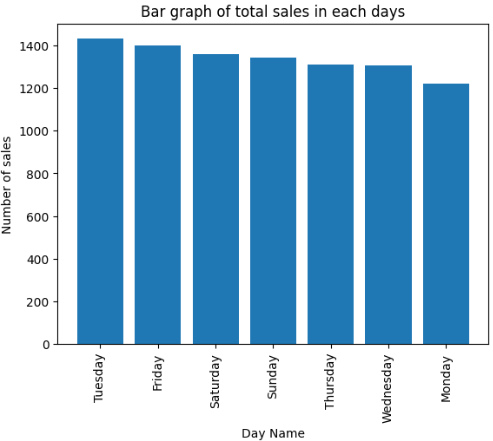 Bar graph of total sales in each days
Number of sales
1400
1200
1000
800
600
400
200
0
Tuesday
Friday
Saturday
Sunday
Thursday
Wednesday
Monday
Day Name